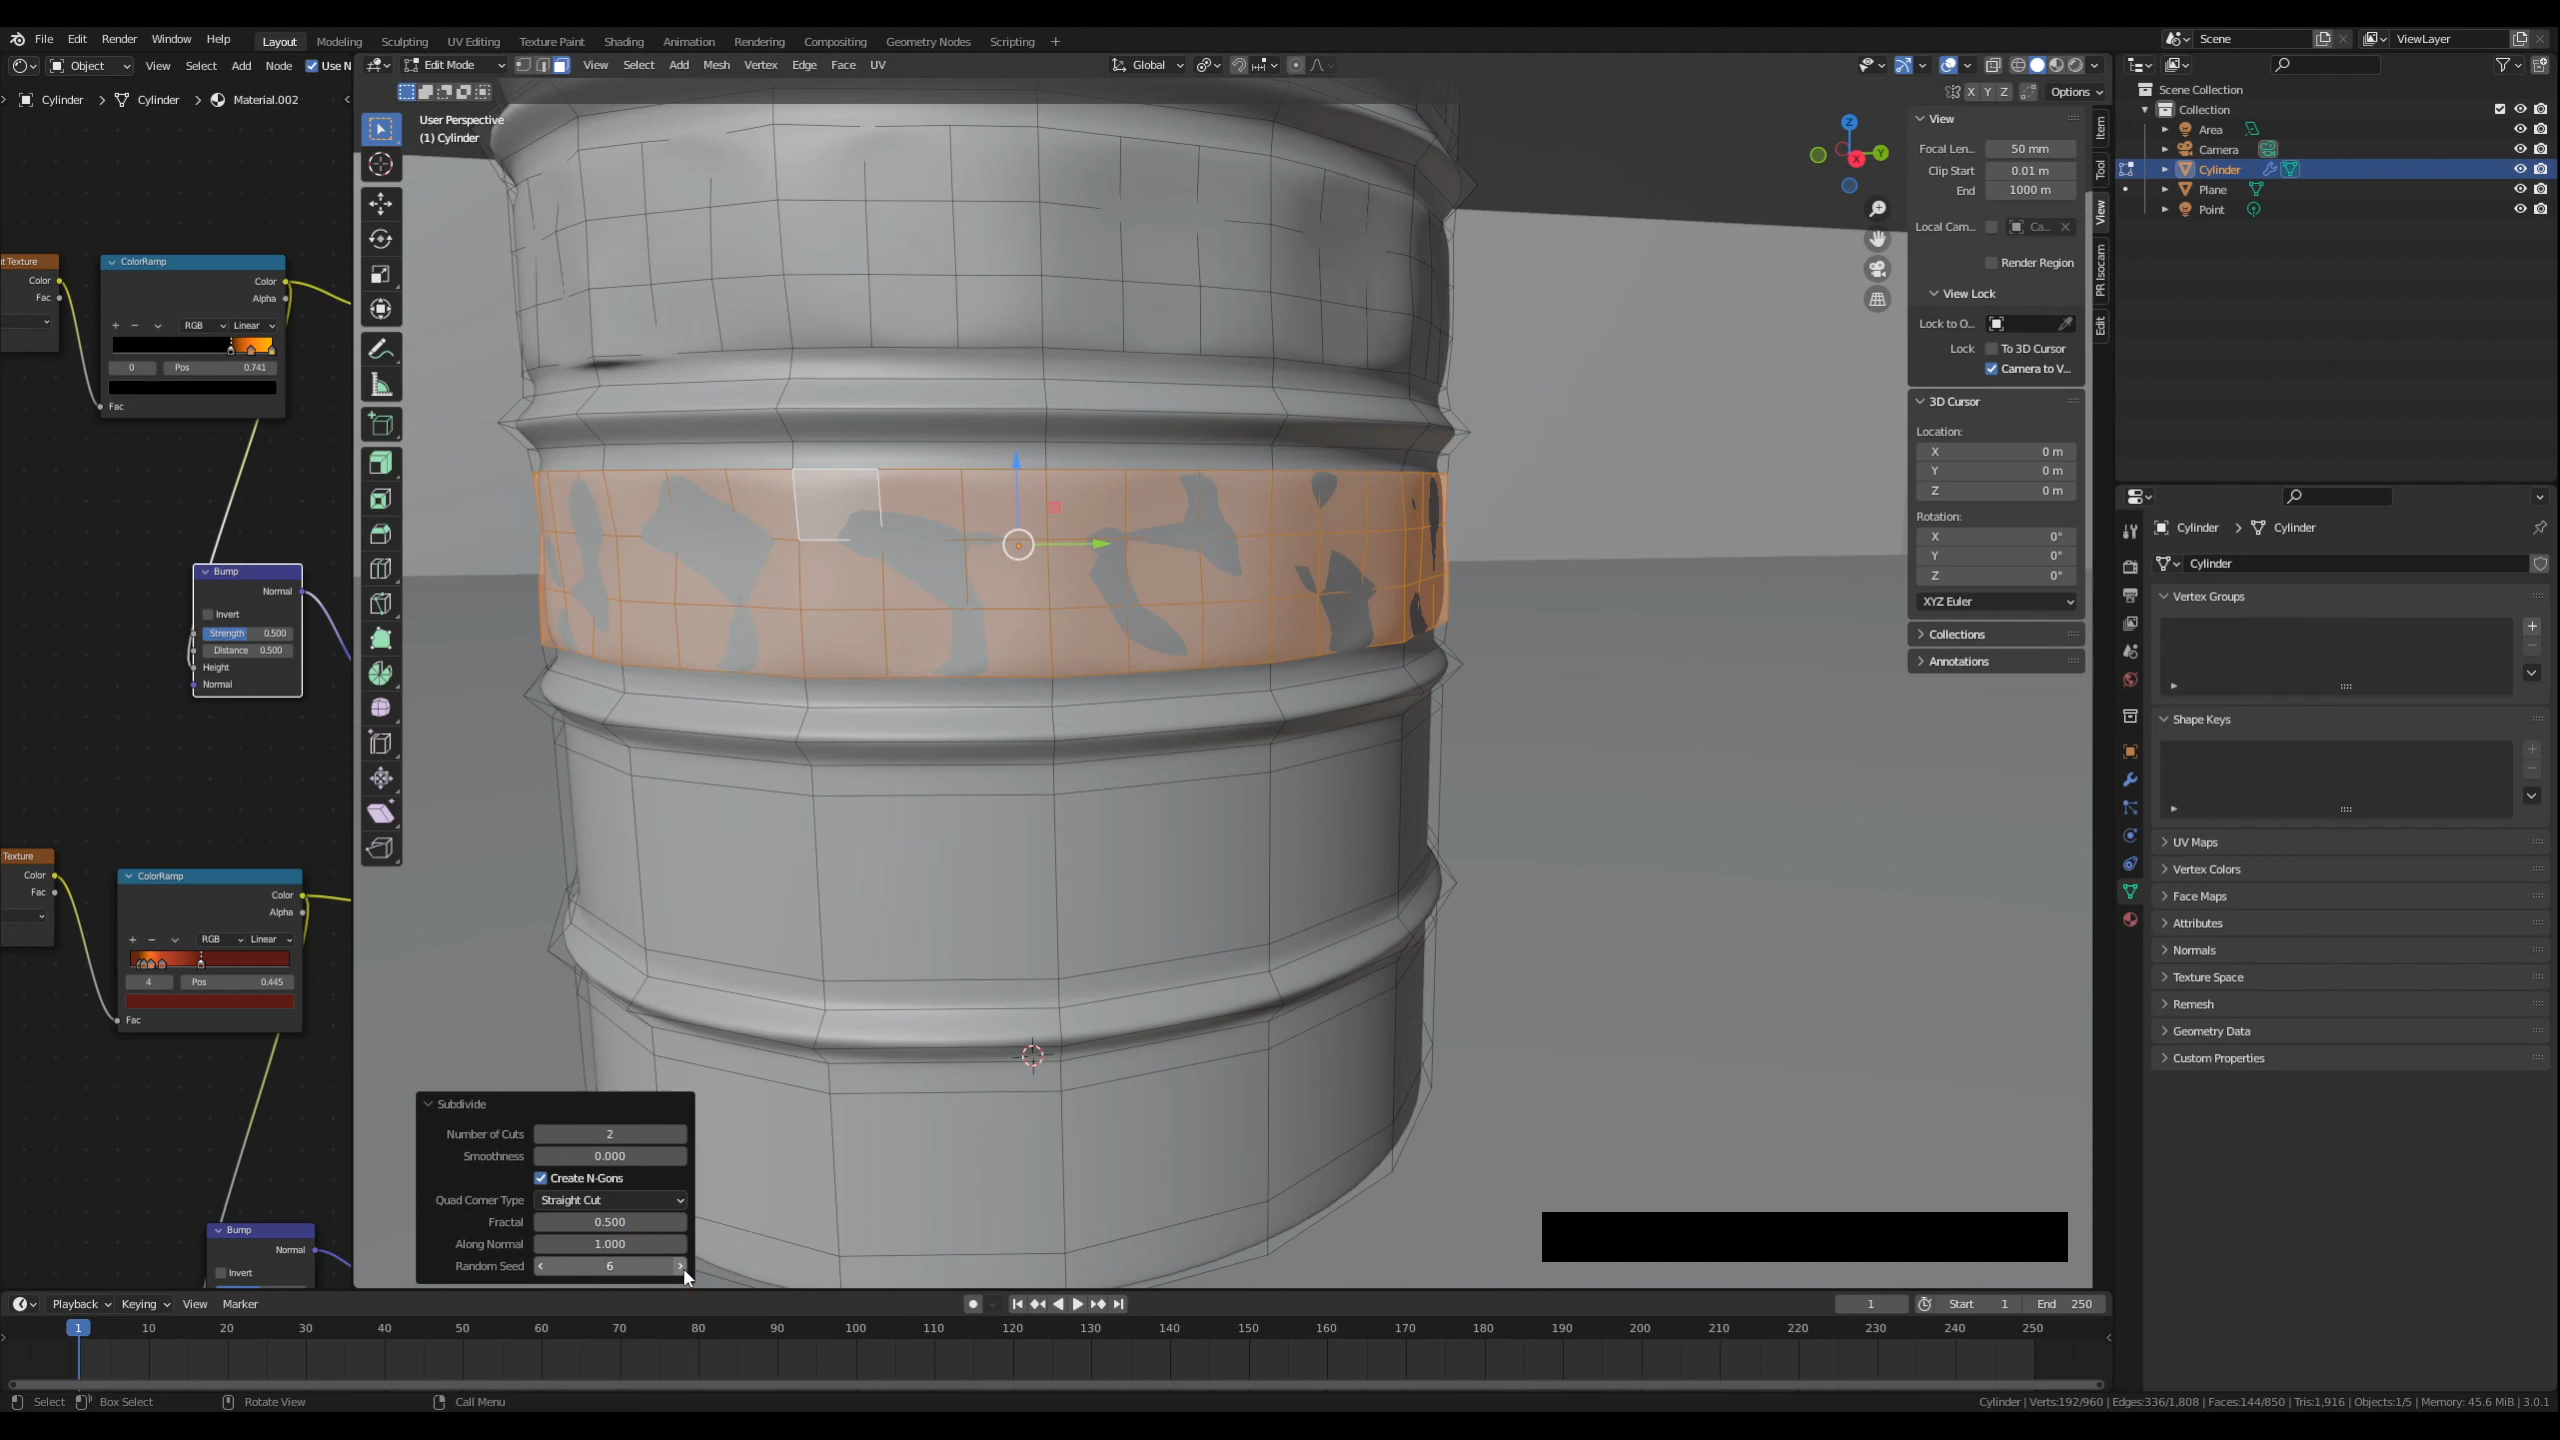 File Edit Render Window Help Layout Modeling Sculpting UV Editing Texture Paint Shading Animation Rendering Compositing Geometry Nodes Scripting +
Scene
ViewLayer
Object View Select Add Node Use N
Edit Mode View Select Add Mesh Vertex Edge Face UV
Global
Cylinder > Cylinder > Material.002
X Y Z Options
User Perspective
(1) Cylinder
Scene Collection
Collection
Area
Camera
Cylinder
Plane
Point
Z
Y
X
View
Focal Len... 50 mm
Clip Start 0.01 m
End 1000 m
Local Cam... Ca...
Render Region
View Lock
Lock to O...
Lock To 3D Cursor
Camera to V...
3D Cursor
Location:
X 0 m
Y 0 m
Z 0 m
Rotation:
X 0°
Y 0°
Z 0°
XYZ Euler
Collections
Annotations
Item
Tool
View
PR Isocam
Edit
Texture
Color
Fac
ColorRamp
Color
Alpha
RGB Linear
0 Pos 0.741
Fac
Bump
Normal
Invert
Strength 0.500
Distance 0.500
Height
Normal
Texture
Color
Fac
ColorRamp
Color
Alpha
RGB Linear
4 Pos 0.445
Fac
Bump
Normal
Invert
Subdivide
Number of Cuts 2
Smoothness 0.000
Create N-Gons
Quad Corner Type Straight Cut
Fractal 0.500
Along Normal 1.000
Random Seed 6
Cylinder > Cylinder
Cylinder
Vertex Groups
Shape Keys
UV Maps
Vertex Colors
Face Maps
Attributes
Normals
Texture Space
Remesh
Geometry Data
Custom Properties
Playback Keying View Marker
1 Start 1 End 250
1 10 20 30 40 50 60 70 80 90 100 110 120 130 140 150 160 170 180 190 200 210 220 230 240 250
Select Box Select Rotate View Call Menu
Cylinder | Verts:192/960 | Edges:336/1,808 | Faces:144/850 | Tris:1,916 | Objects:1/5 | Memory: 45.6 MiB | 3.0.1